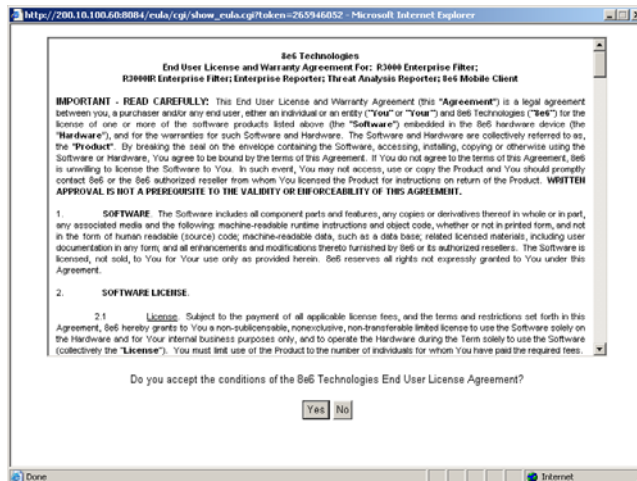 http://200.10.100.60:8084/eula/cgi/show_eula.cgi?token=265946052 - Microsoft Internet Explorer
8e6 Technologies
End User License and Warranty Agreement For: R3000 Enterprise Filter;
R3000IR Enterprise Filter; Enterprise Reporter; Threat Analysis Reporter; 8e6 Mobile Client
IMPORTANT - READ CAREFULLY: This End User License and Warranty Agreement (this "Agreement") is a legal agreement
between you, a purchaser and/or any end user, either an individual or an entity ("You" or "Your") and 8e6 Technologies ("8e6") for the
license of one or more of the software products listed above (the "Software") embedded in the 8e6 hardware device (the
"Hardware"), and for the warranties for such Software and Hardware. The Software and Hardware are collectively referred to as,
the "Product". By breaking the seal on the envelope containing the Software, accessing, installing, copying or otherwise using the
Software or Hardware, You agree to be bound by the terms of this Agreement. If You do not agree to the terms of this Agreement, 8e6
is unwilling to license the Software to You. In such event, You may not access, use or copy the Product and You should promptly
contact 8e6 or the 8e6 authorized reseller from whom You licensed the Product for instructions on return of the Product. WRITTEN
APPROVAL IS NOT A PREREQUISITE TO THE VALIDITY OR ENFORCEABILITY OF THIS AGREEMENT.
1. SOFTWARE. The Software includes all component parts and features, any copies or derivatives thereof in whole or in part,
any associated media and the following: machine-readable runtime instructions and object code, whether or not in printed form, and not
in the form of human readable (source) code; machine-readable data, such as a data base; related licensed materials, including user
documentation in any form; and all enhancements and modifications thereto furnished by 8e6 or its authorized resellers. The Software is
licensed, not sold, to You for Your use only as provided herein. 8e6 reserves all rights not expressly granted to You under this
Agreement.
2. SOFTWARE LICENSE.
2.1 License. Subject to the payment of all applicable license fees, and the terms and restrictions set forth in this
Agreement, 8e6 hereby grants to You a non-sublicensable, nonexclusive, non-transferable limited license to use the Software solely on
the Hardware and for Your internal business purposes only, and to operate the Hardware during the Term solely to use the Software
(collectively the "License"). You must limit use of the Product to the number of individuals for whom You have paid the required fees.
Do you accept the conditions of the 8e6 Technologies End User License Agreement?
Yes No
Done Internet